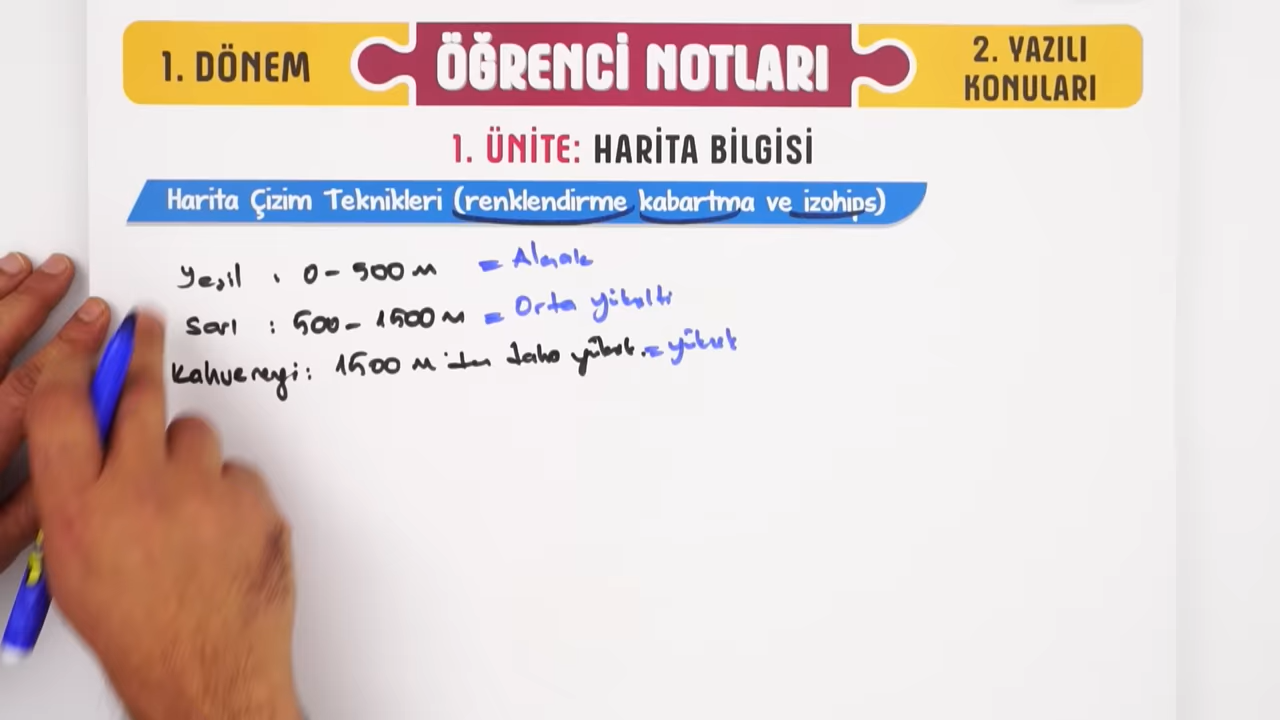 1. DÖNEM
ÖĞRENCİ NOTLARI
2. YAZILI
KONULARI
1. ÜNİTE: HARİTA BİLGİSİ
Harita Çizim Teknikleri (renklendirme kabartma ve izohips)
Yeşil : 0 - 500 m = Alçak
Sarı : 500 - 1500 m = Orta yükselti
Kahverengi : 1500 m'den daha yüksek. = yüksek